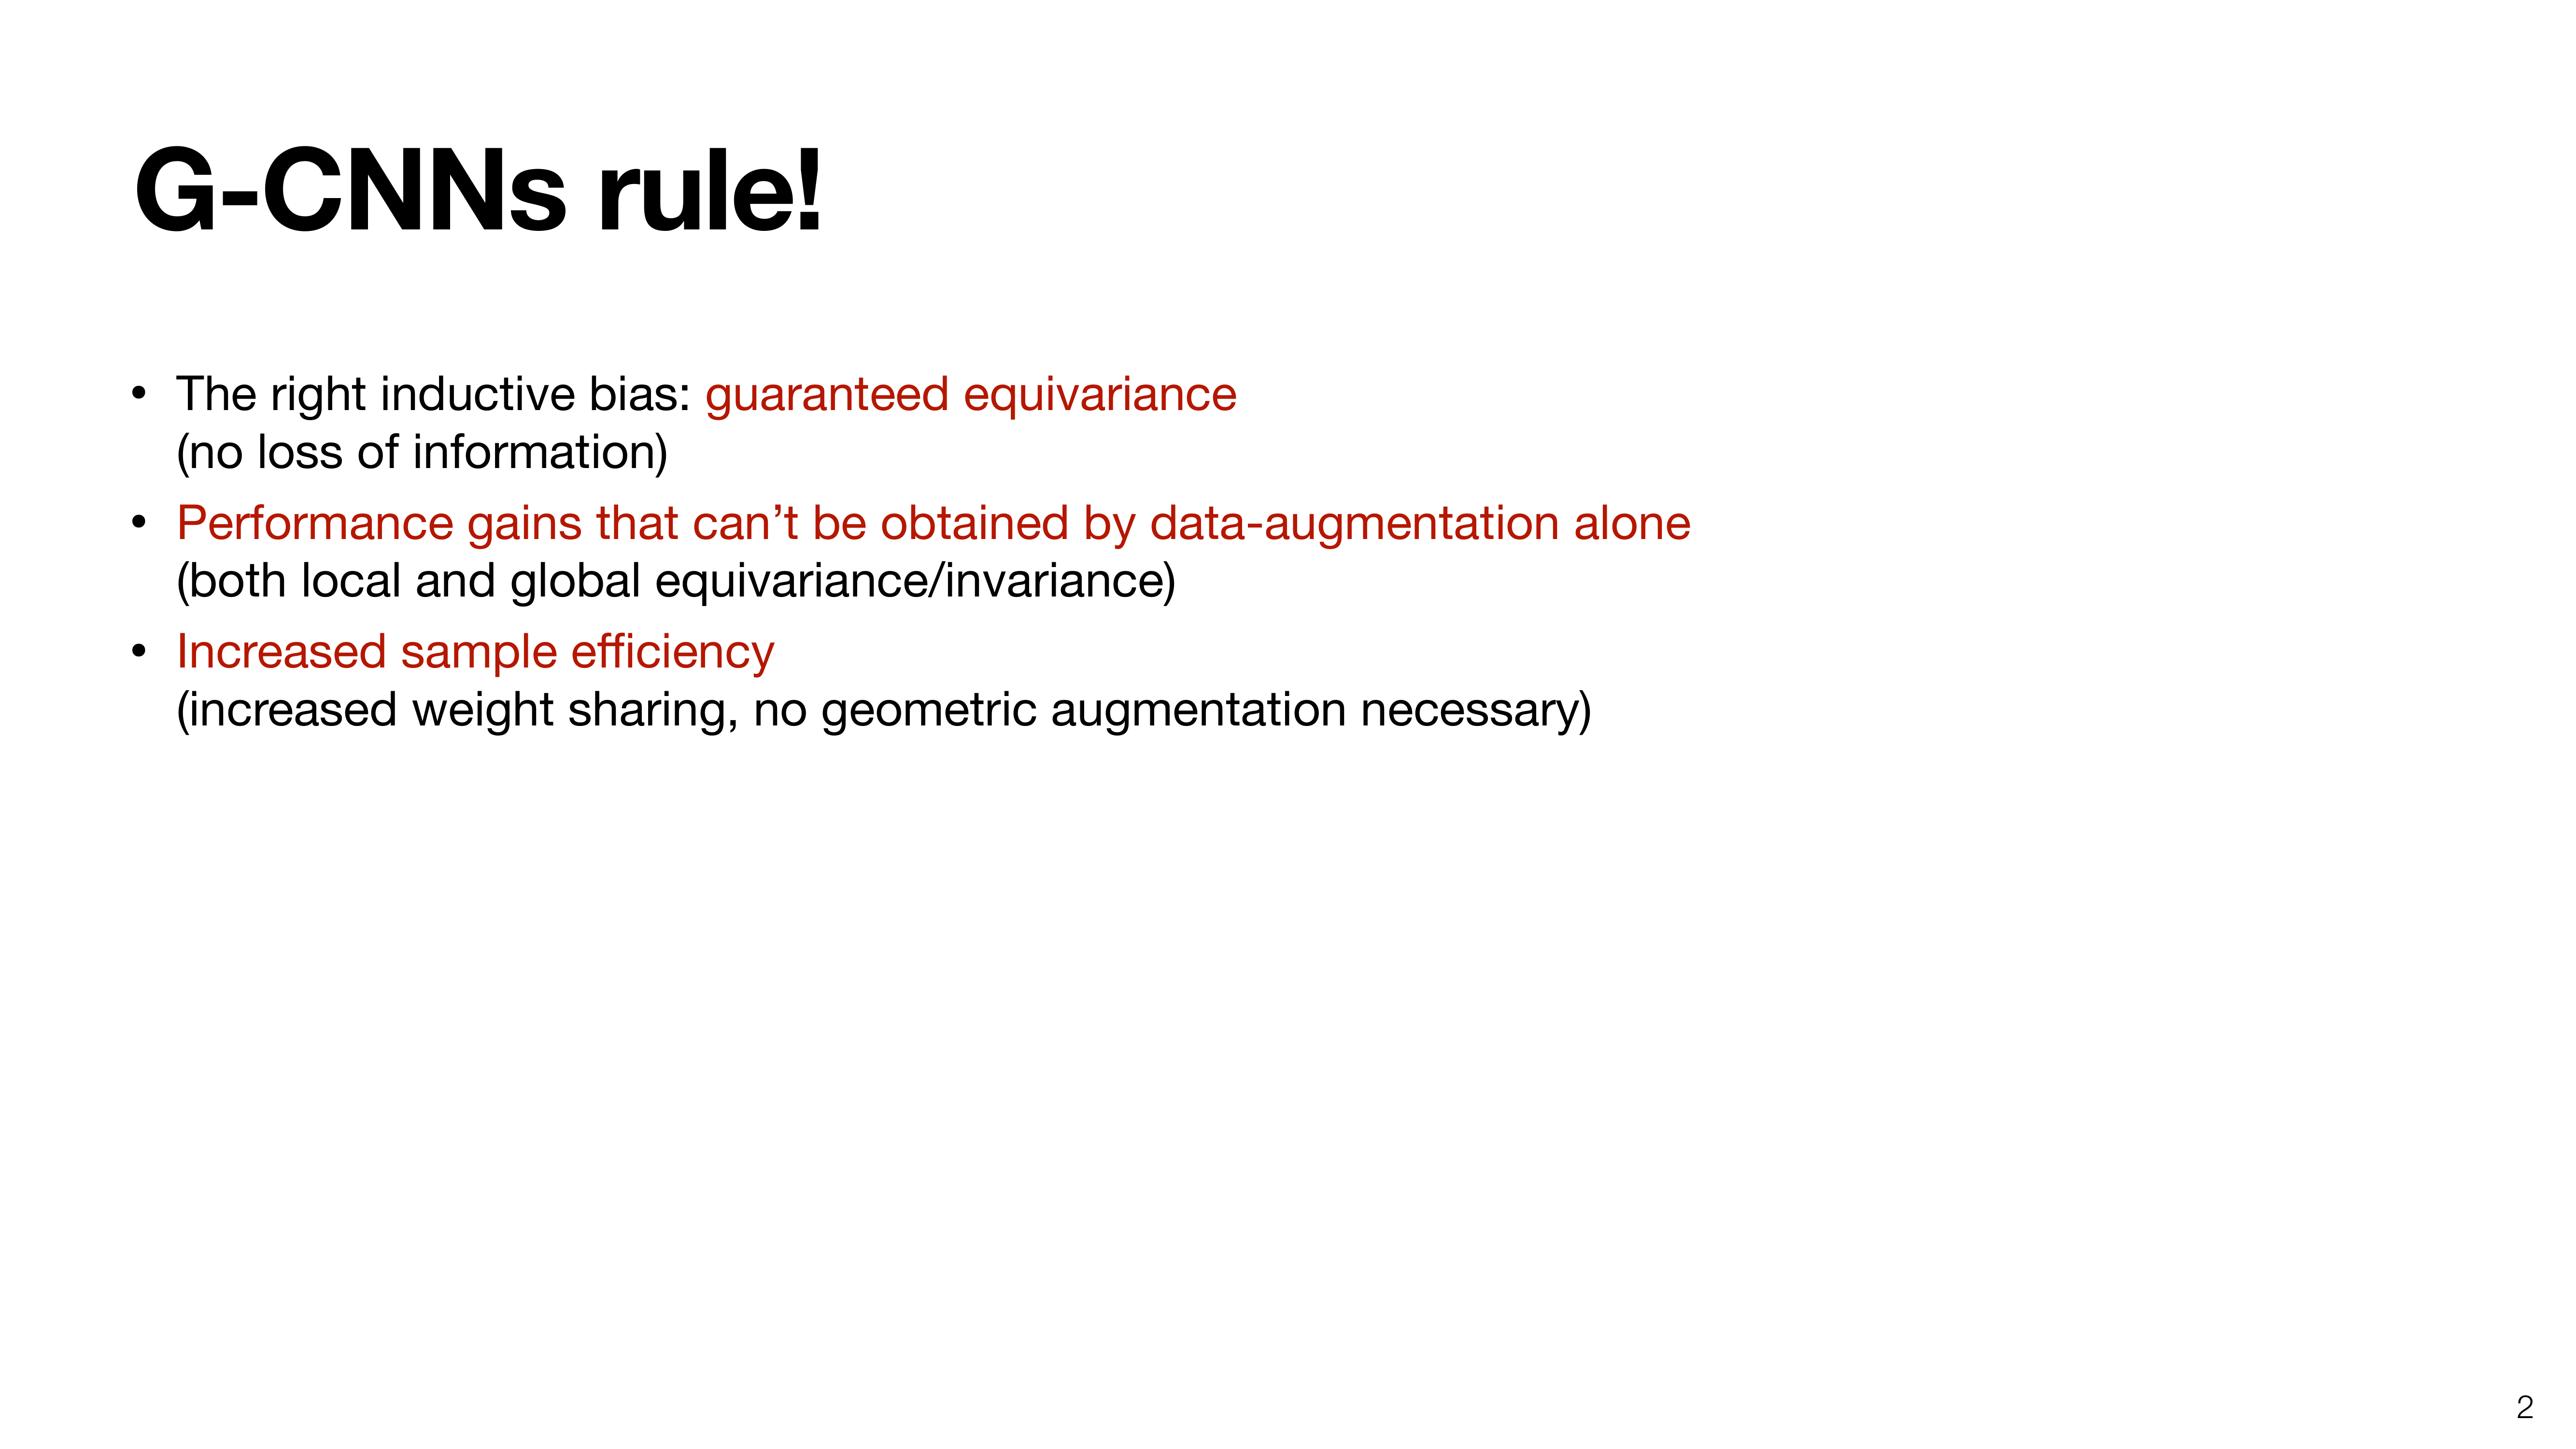 G-CNNs rule!
• The right inductive bias: guaranteed equivariance
(no loss of information)
• Performance gains that can’t be obtained by data-augmentation alone
(both local and global equivariance/invariance)
• Increased sample efficiency
(increased weight sharing, no geometric augmentation necessary)
2